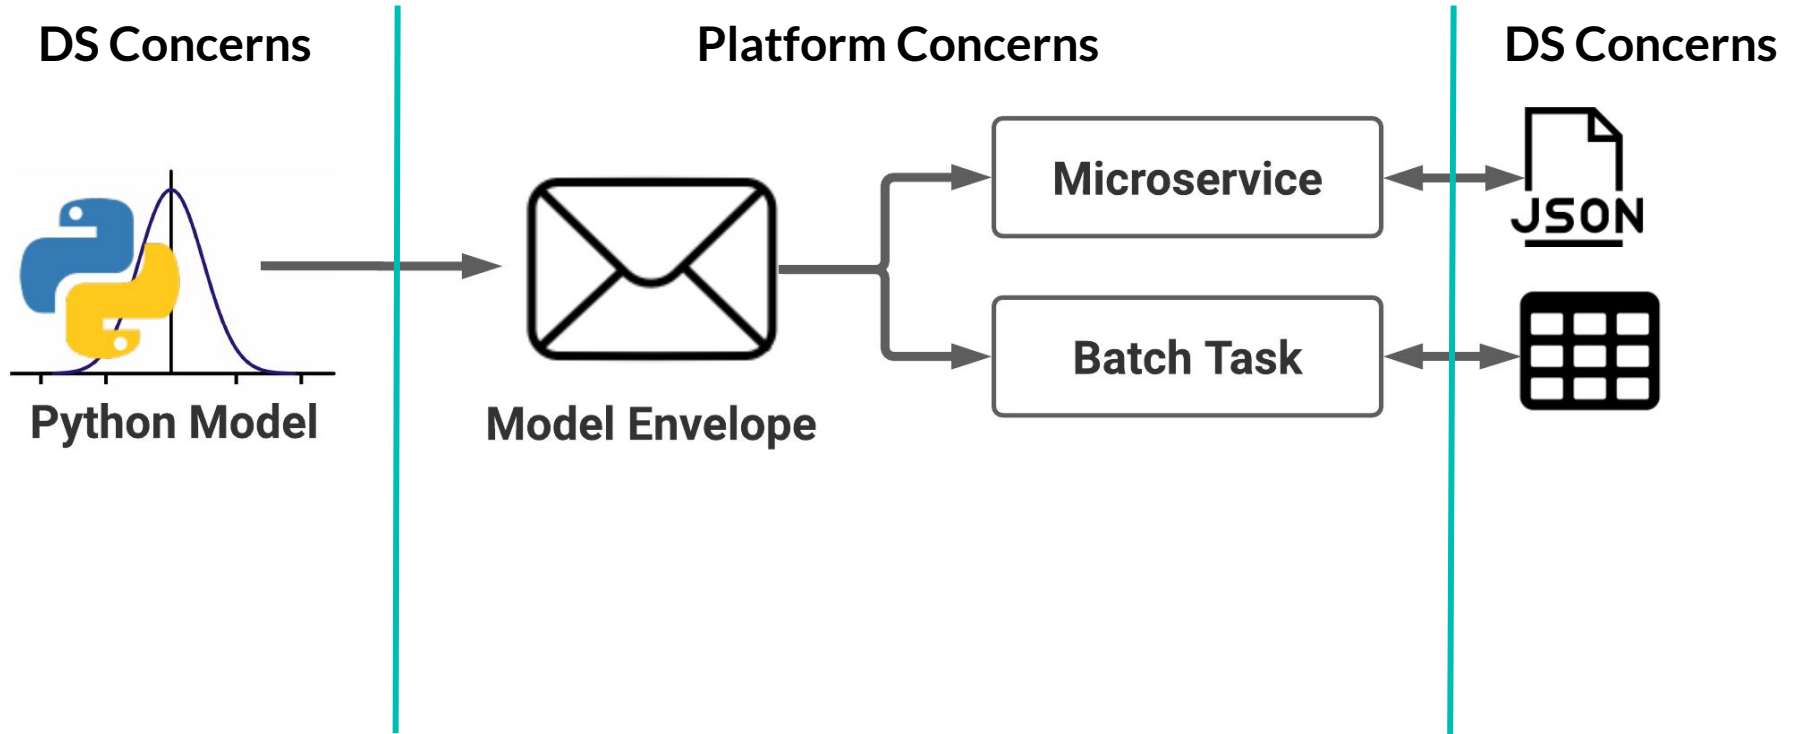 DS Concerns
Platform Concerns
DS Concerns
Python Model
Model Envelope
Microservice
Batch Task
JSON